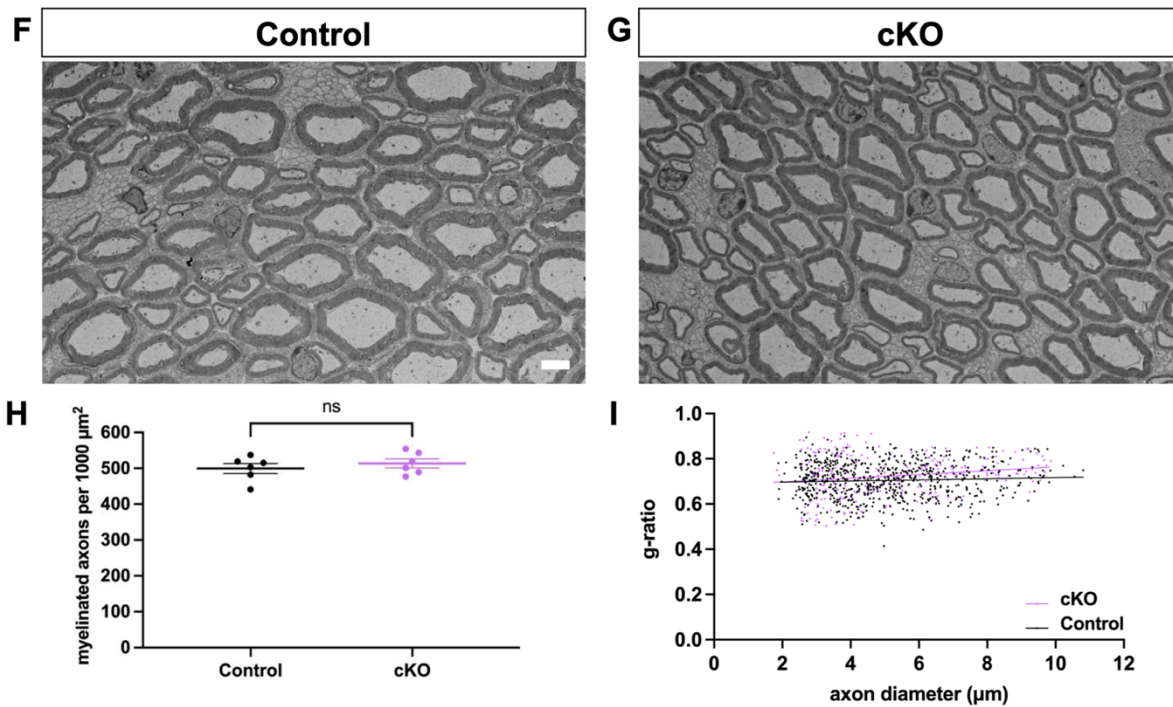 F
Control
G
cKO
H
ns
myelinated axons per 1000 µm²
600
500
400
300
200
100
0
Control
cKO
I
g-ratio
1.0
0.8
0.6
0.4
0.2
0.0
cKO
Control
0 2 4 6 8 10 12
axon diameter (µm)